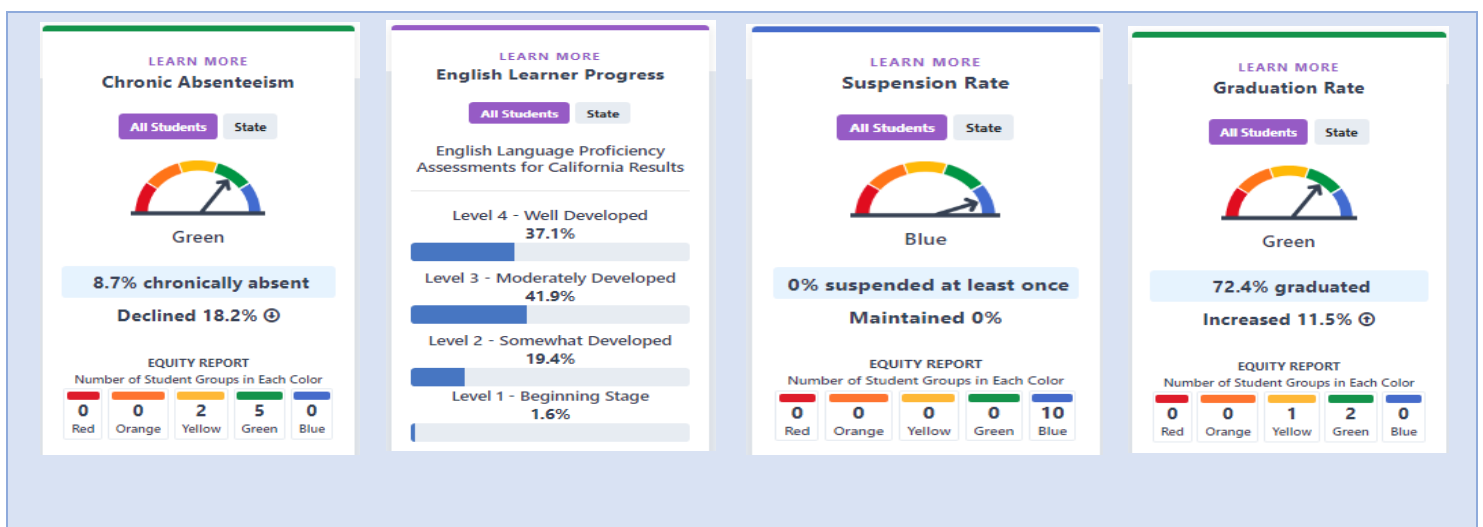 LEARN MORE
Chronic Absenteeism
All Students State
Green
8.7% chronically absent
Declined 18.2%
EQUITY REPORT
Number of Student Groups in Each Color
0 0 2 5 0
Red Orange Yellow Green Blue
LEARN MORE
English Learner Progress
All Students State
English Language Proficiency
Assessments for California Results
Level 4 - Well Developed
37.1%
Level 3 - Moderately Developed
41.9%
Level 2 - Somewhat Developed
19.4%
Level 1 - Beginning Stage
1.6%
LEARN MORE
Suspension Rate
All Students State
Blue
0% suspended at least once
Maintained 0%
EQUITY REPORT
Number of Student Groups in Each Color
0 0 0 0 10
Red Orange Yellow Green Blue
LEARN MORE
Graduation Rate
All Students State
Green
72.4% graduated
Increased 11.5%
EQUITY REPORT
Number of Student Groups in Each Color
0 0 1 2 0
Red Orange Yellow Green Blue